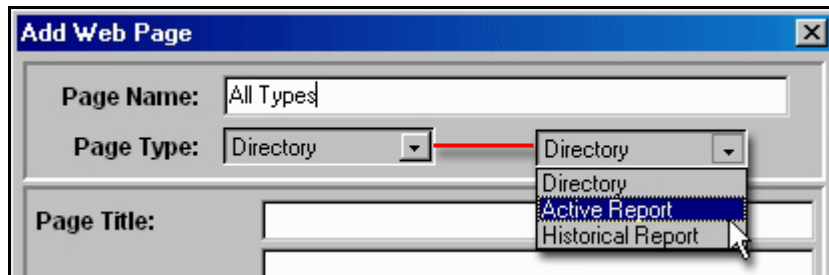 Add Web Page
Page Name: All Types
Page Type: Directory Directory
Directory
Active Report
Historical Report
Page Title: